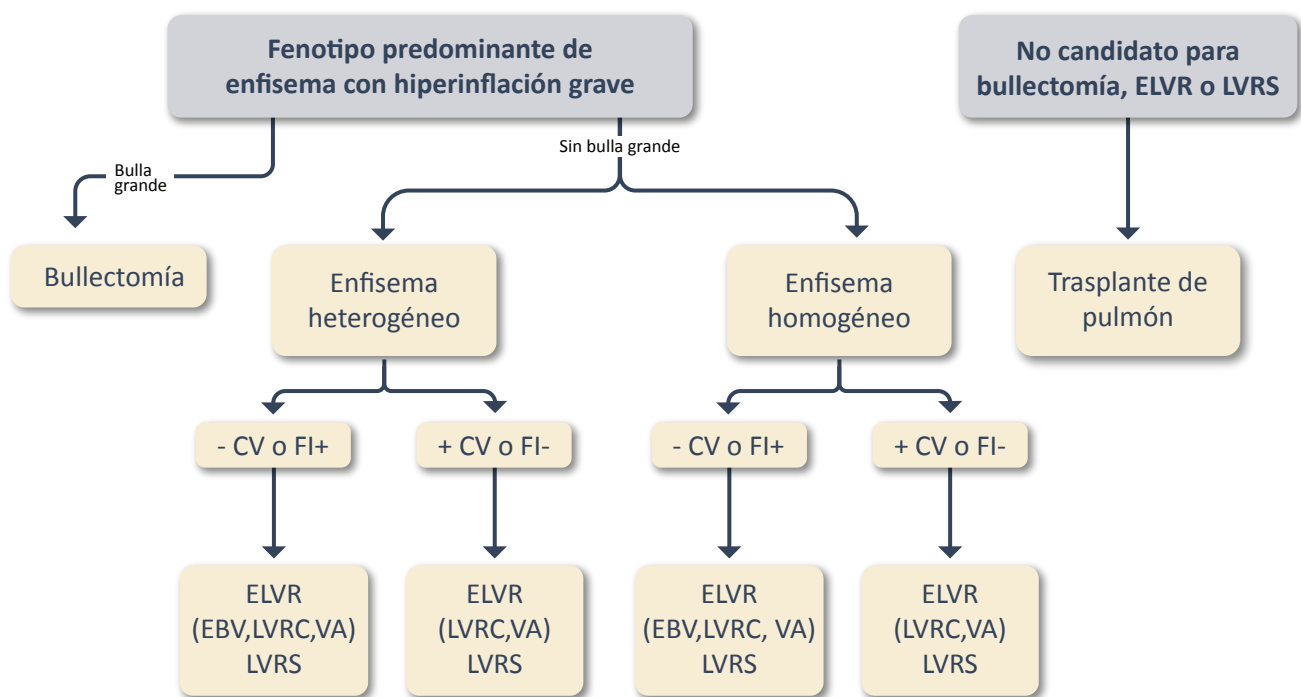 Fenotipo predominante de
enfisema con hiperinflación grave
No candidato para
bullectomía, ELVR o LVRS
Bulla
grande
Sin bulla grande
Bullectomía
Enfisema
heterogéneo
Enfisema
homogéneo
Trasplante de
pulmón
- CV o FI+
+ CV o FI-
- CV o FI+
+ CV o FI-
ELVR
(EBV,LVRC,VA)
LVRS
ELVR
(LVRC,VA)
LVRS
ELVR
(EBV,LVRC, VA)
LVRS
ELVR
(LVRC,VA)
LVRS